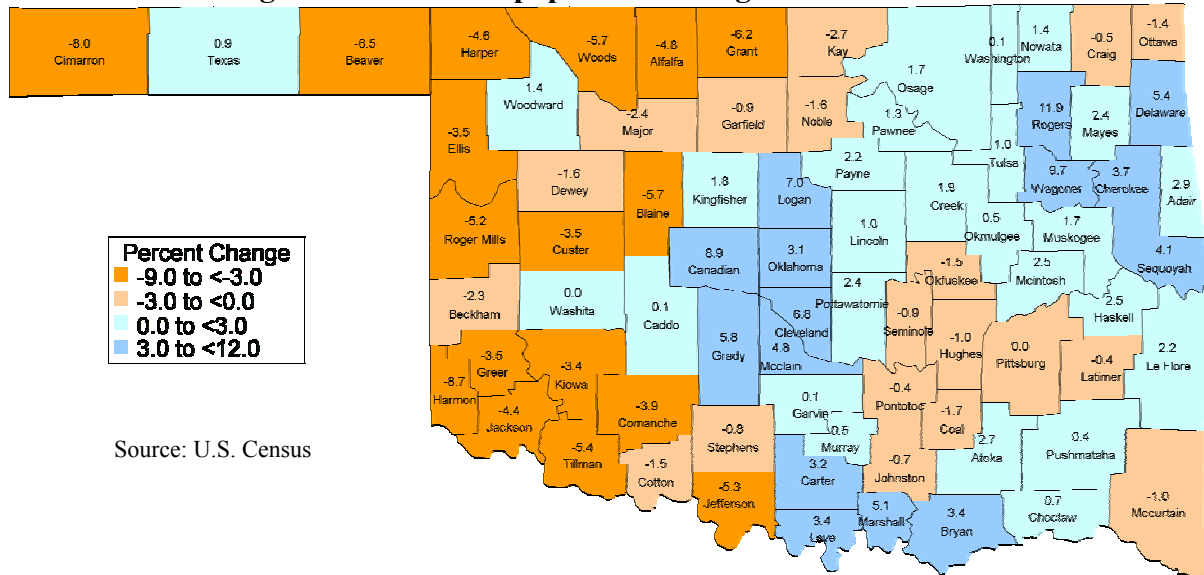 -8.0
Cimarron
0.9
Texas
-6.5
Beaver
-4.6
Harper
-5.7
Woods
-4.8
Alfalfa
-6.2
Grant
-2.7
Kay
1.7
Osage
0.1
Washington
1.4
Nowata
-0.5
Craig
-1.4
Ottawa
1.4
Woodward
-2.4
Major
-0.9
Garfield
-1.6
Noble
1.3
Pawnee
11.9
Rogers
2.4
Mayes
5.4
Delaware
-3.5
Ellis
-1.6
Dewey
-5.7
Blaine
1.8
Kingfisher
7.0
Logan
2.2
Payne
1.9
Creek
1.0
Tulsa
9.7
Wagoner
3.7
Cherokee
2.9
Adair
-5.2
Roger Mills
-3.5
Custer
8.9
Canadian
3.1
Oklahoma
1.0
Lincoln
0.5
Okmulgee
1.7
Muskogee
4.1
Sequoyah
Percent Change
-9.0 to <-3.0
-3.0 to <0.0
0.0 to <3.0
3.0 to <12.0
-2.3
Beckham
0.0
Washita
0.1
Caddo
5.8
Grady
6.8
Cleveland
4.8
Mcclain
2.4
Pottawatomie
-0.9
Seminole
-1.5
Okfuskee
-1.0
Hughes
2.5
Mcintosh
0.0
Pittsburg
2.5
Haskell
-0.4
Latimer
2.2
Le Flore
-8.7
Harmon
-3.5
Greer
-3.4
Kiowa
-4.4
Jackson
-3.9
Comanche
-5.4
Tillman
-1.5
Cotton
-0.8
Stephens
-5.3
Jefferson
0.1
Garvin
0.5
Murray
-0.4
Pontotoc
-1.7
Coal
2.7
Atoka
0.4
Pushmataha
3.2
Carter
-0.7
Johnston
3.4
Love
5.1
Marshall
3.4
Bryan
0.7
Choctaw
-1.0
Mccurtain
Source: U.S. Census